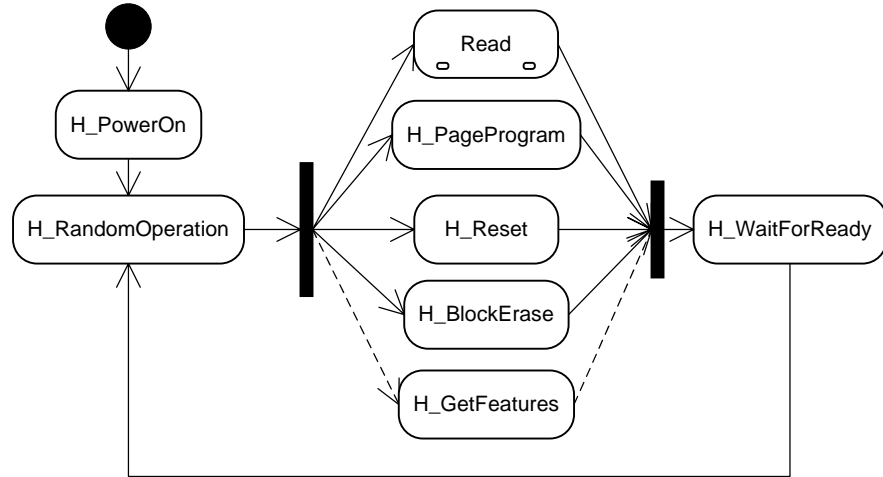 H_PowerOn
H_RandomOperation
Read
H_PageProgram
H_Reset
H_BlockErase
H_GetFeatures
H_WaitForReady